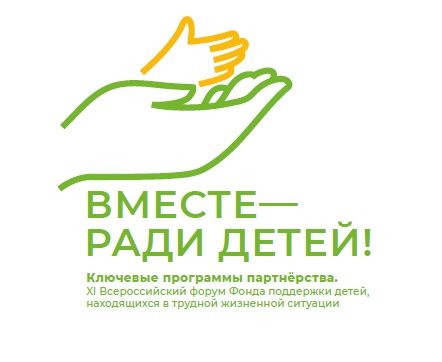 ВМЕСТЕ—
РАДИ ДЕТЕЙ!
Ключевые программы партнёрства.
XI Всероссийский форум Фонда поддержки детей,
находящихся в трудной жизненной ситуации